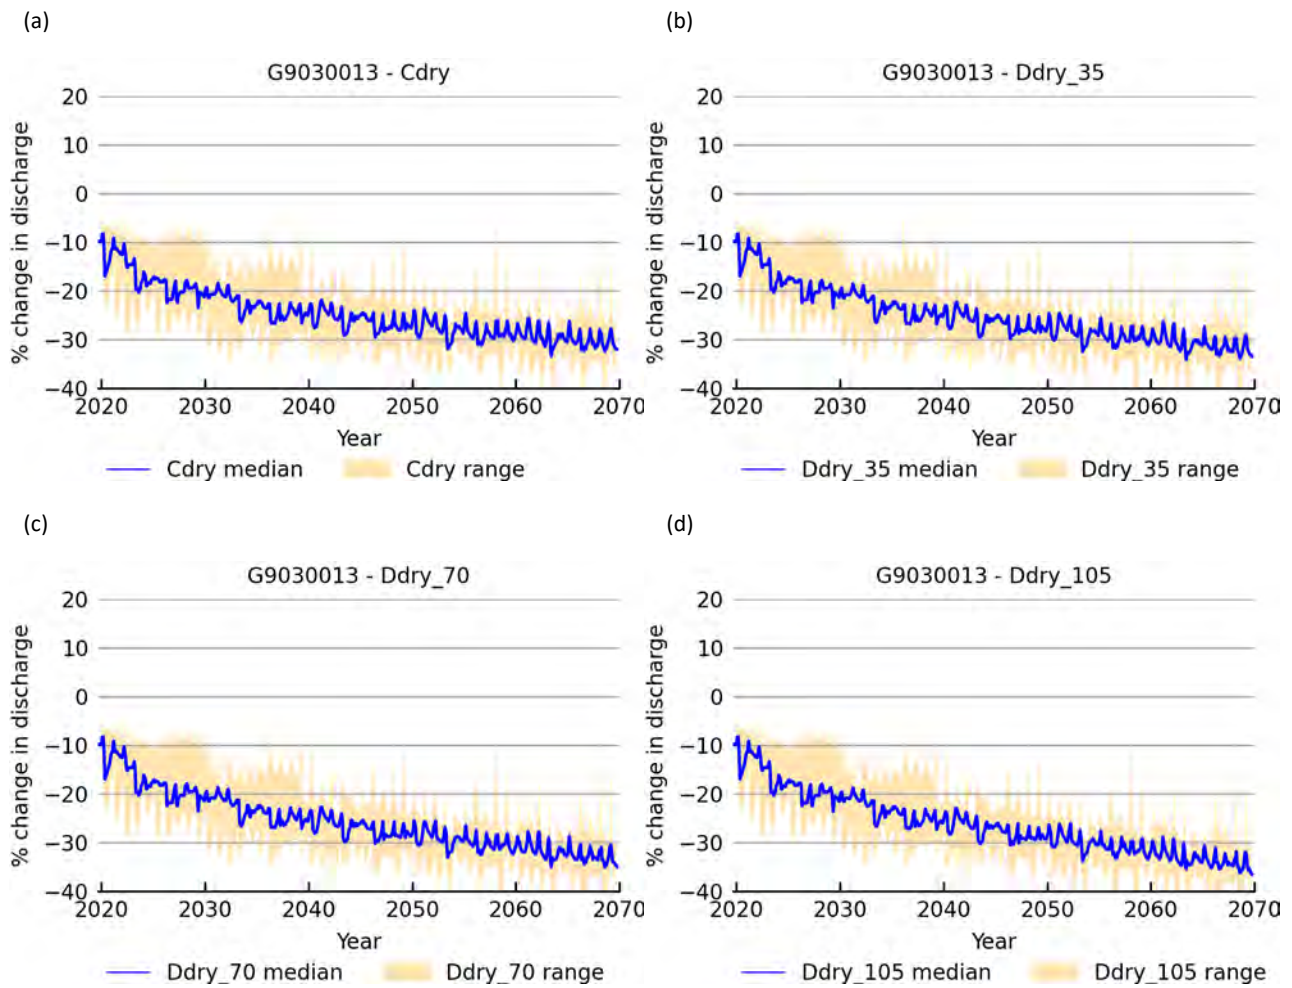 (a)
G9030013 - Cdry
% change in discharge
20
10
0
−10
−20
−30
−40
2020 2030 2040 2050 2060 2070
Year
Cdry median Cdry range
(b)
G9030013 - Ddry_35
% change in discharge
20
10
0
−10
−20
−30
−40
2020 2030 2040 2050 2060 2070
Year
Ddry_35 median Ddry_35 range
(c)
G9030013 - Ddry_70
% change in discharge
20
10
0
−10
−20
−30
−40
2020 2030 2040 2050 2060 2070
Year
Ddry_70 median Ddry_70 range
(d)
G9030013 - Ddry_105
% change in discharge
20
10
0
−10
−20
−30
−40
2020 2030 2040 2050 2060 2070
Year
Ddry_105 median Ddry_105 range